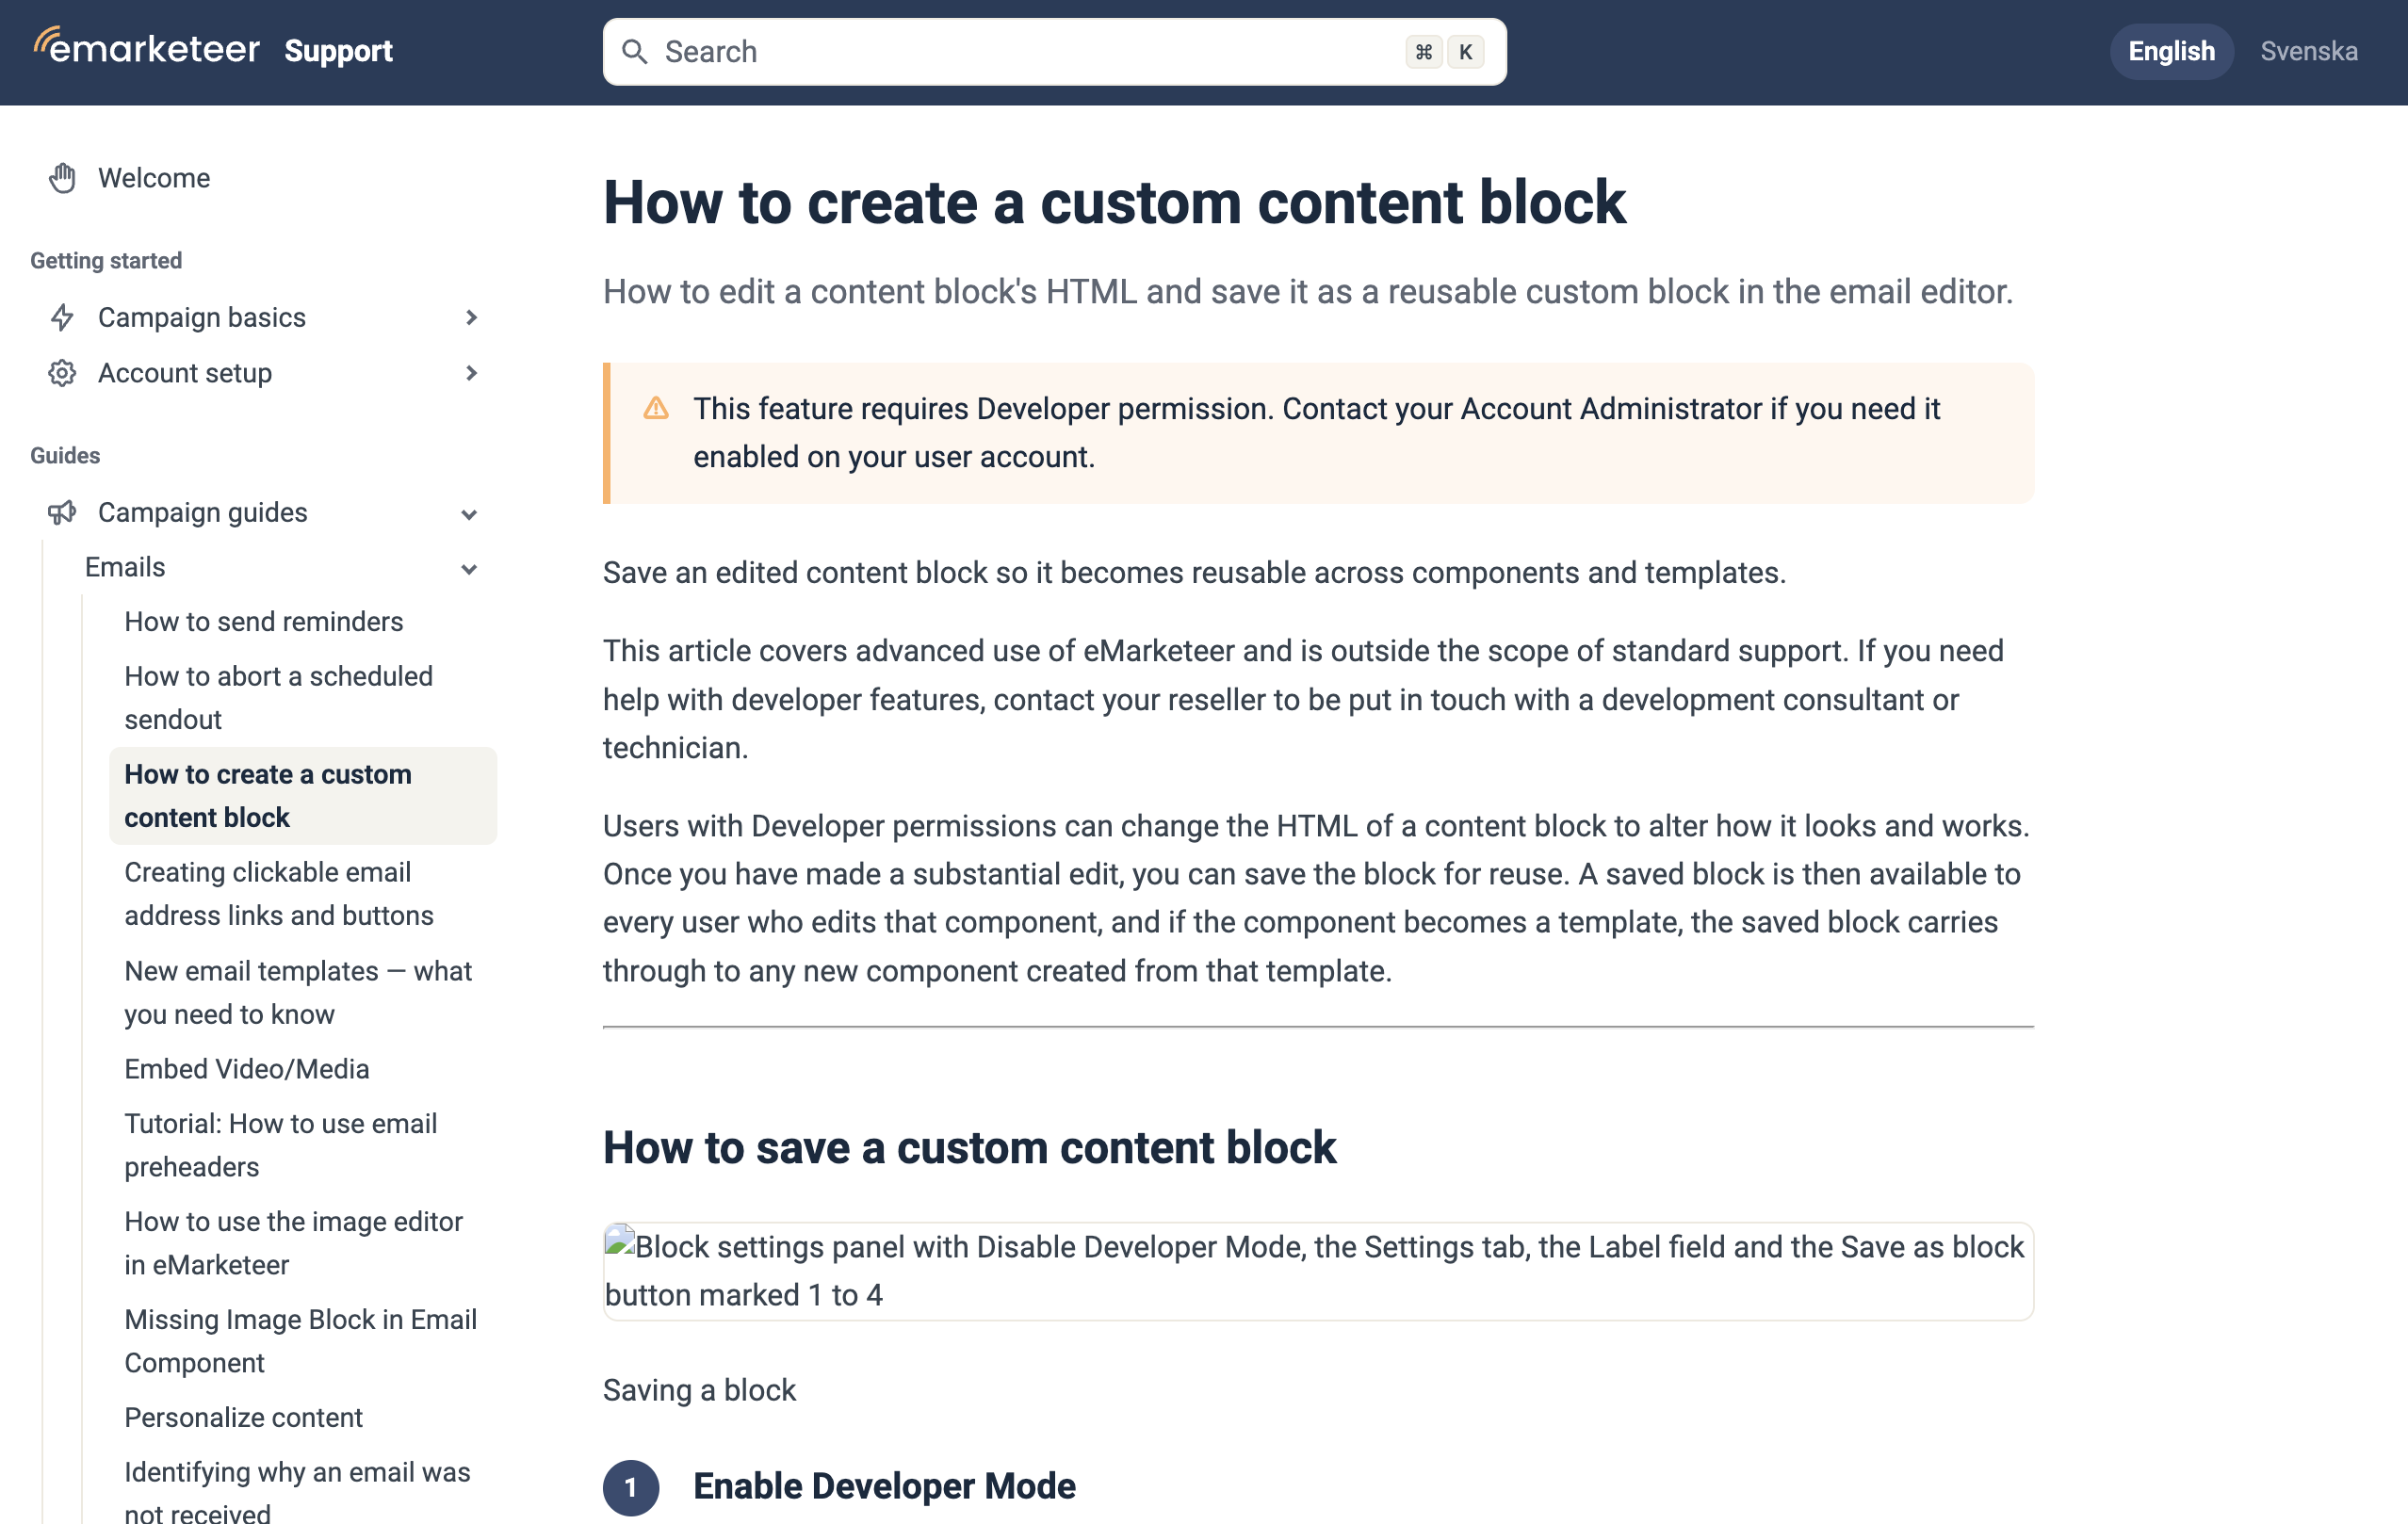 emarketeer Support
Search
⌘ K
English
Svenska
Welcome
Getting started
Campaign basics
Account setup
Guides
Campaign guides
Emails
How to send reminders
How to abort a scheduled
sendout
How to create a custom
content block
Creating clickable email
address links and buttons
New email templates — what
you need to know
Embed Video/Media
Tutorial: How to use email
preheaders
How to use the image editor
in eMarketeer
Missing Image Block in Email
Component
Personalize content
Identifying why an email was
not received
How to create a custom content block
How to edit a content block's HTML and save it as a reusable custom block in the email editor.
This feature requires Developer permission. Contact your Account Administrator if you need it
enabled on your user account.
Save an edited content block so it becomes reusable across components and templates.
This article covers advanced use of eMarketeer and is outside the scope of standard support. If you need
help with developer features, contact your reseller to be put in touch with a development consultant or
technician.
Users with Developer permissions can change the HTML of a content block to alter how it looks and works.
Once you have made a substantial edit, you can save the block for reuse. A saved block is then available to
every user who edits that component, and if the component becomes a template, the saved block carries
through to any new component created from that template.
How to save a custom content block
Block settings panel with Disable Developer Mode, the Settings tab, the Label field and the Save as block
button marked 1 to 4
Saving a block
1 Enable Developer Mode